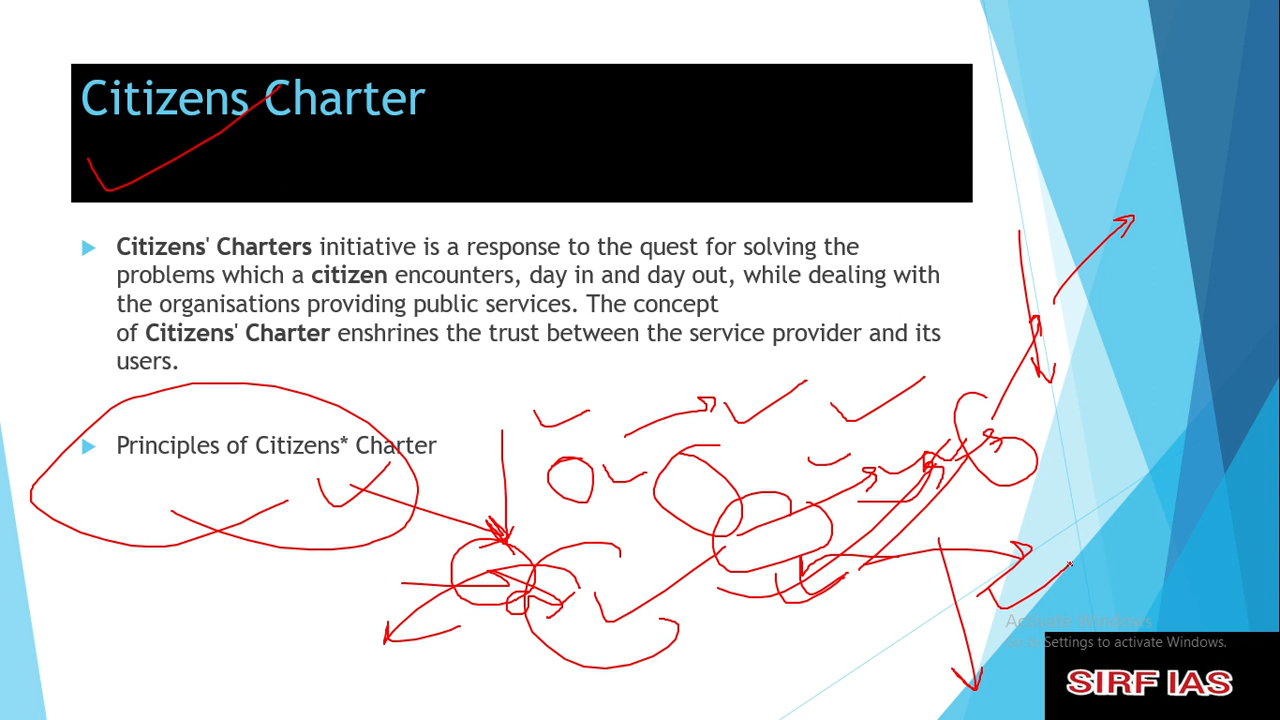 Citizens Charter
Citizens' Charters initiative is a response to the quest for solving the
problems which a citizen encounters, day in and day out, while dealing with
the organisations providing public services. The concept
of Citizens' Charter enshrines the trust between the service provider and its
users.
Principles of Citizens* Charter
Activate Windows
Settings to activate Windows.
SIRF IAS